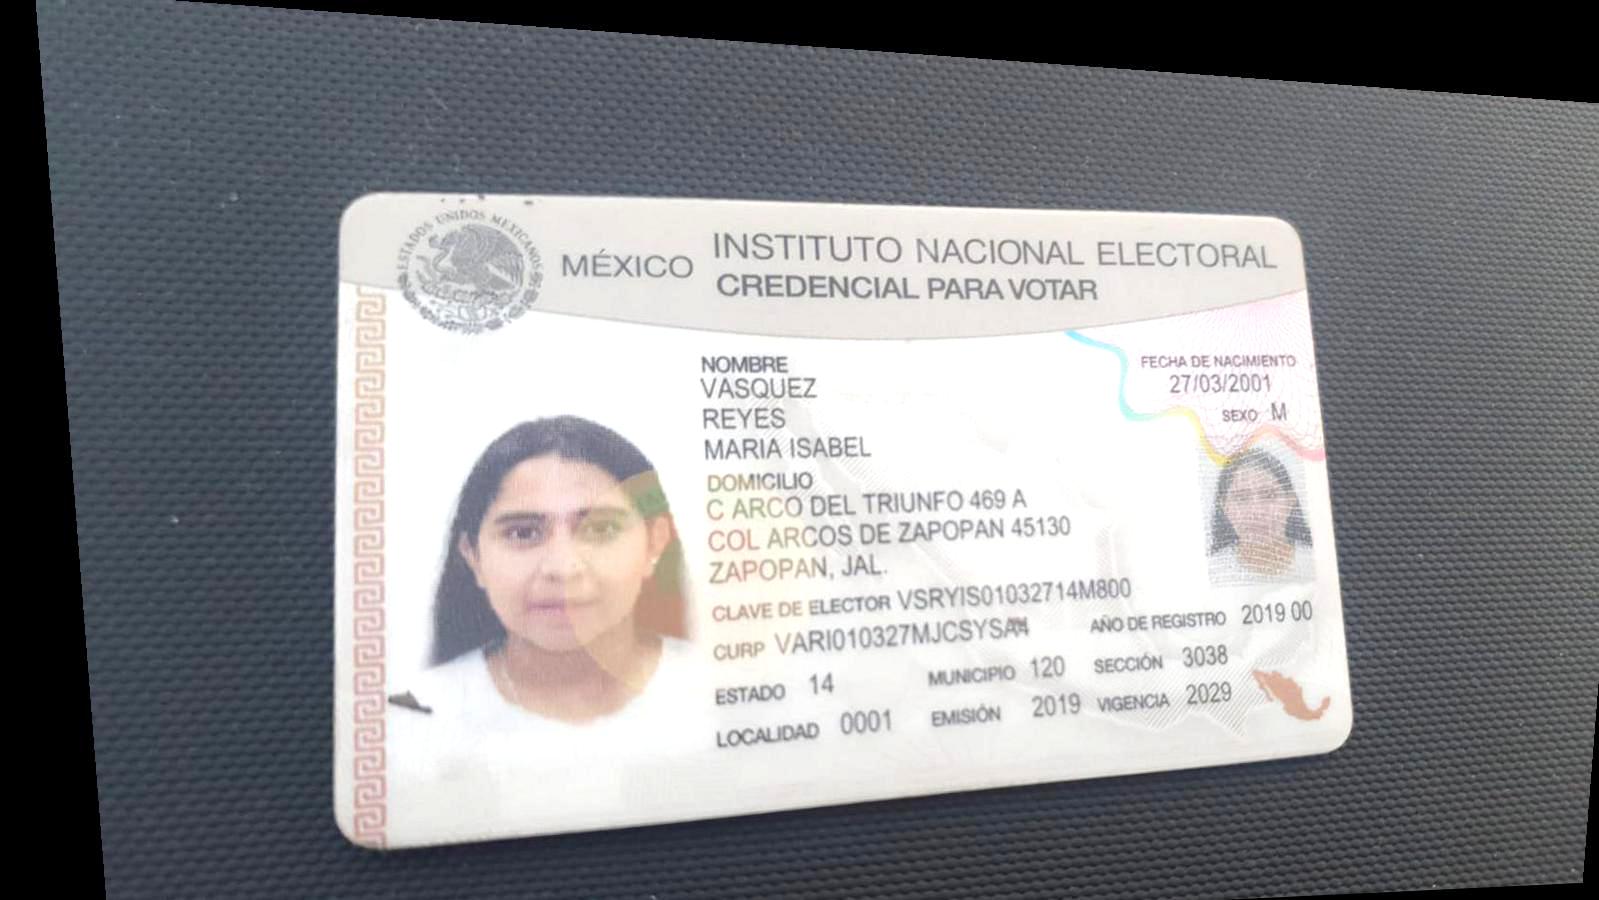 ESTADOS UNIDOS MEXICANOS
MÉXICO
INSTITUTO NACIONAL ELECTORAL
CREDENCIAL PARA VOTAR
NOMBRE
VASQUEZ
REYES
MARIA ISABEL
FECHA DE NACIMIENTO
27/03/2001
SEXO M
DOMICILIO
C ARCO DEL TRIUNFO 469 A
COL ARCOS DE ZAPOPAN 45130
ZAPOPAN, JAL.
CLAVE DE ELECTOR VSRYIS01032714M800
CURP
AÑO DE REGISTRO 2019 00
ESTADO 14 MUNICIPIO 120 SECCIÓN 3038
LOCALIDAD 0001 EMISIÓN 2019 VIGENCIA 2029